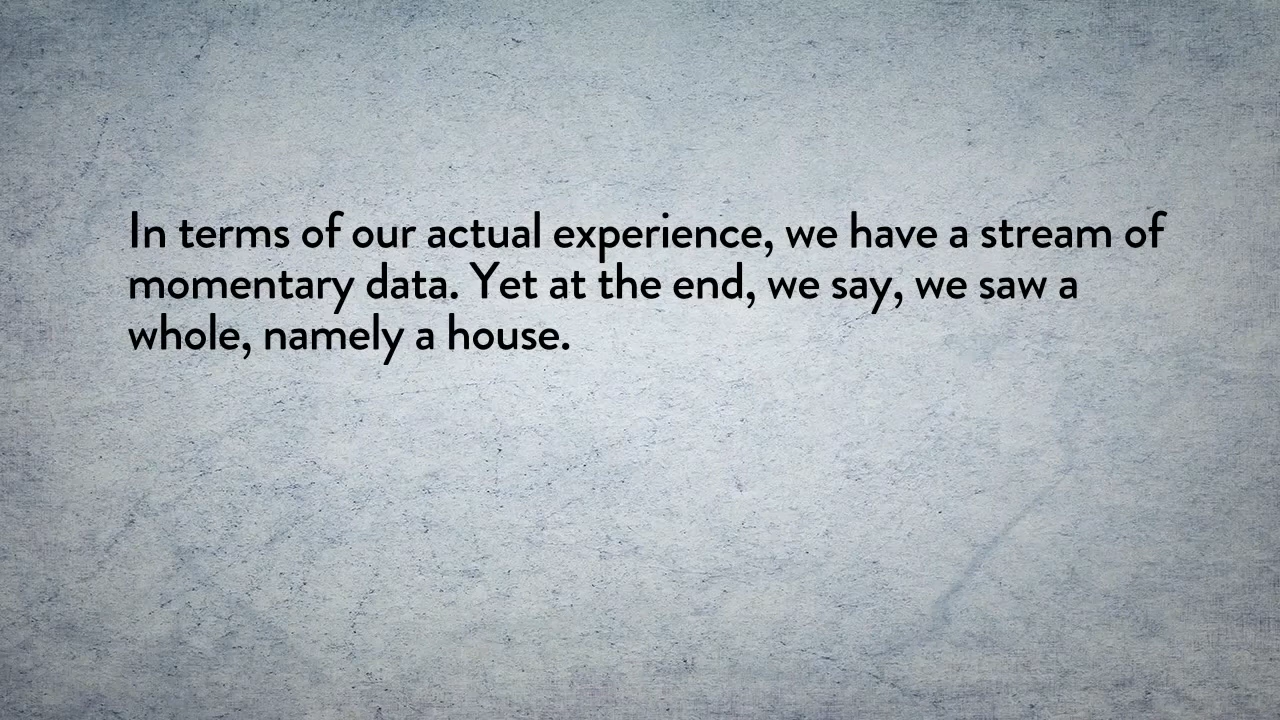 In terms of our actual experience, we have a stream of
momentary data. Yet at the end, we say, we saw a
whole, namely a house.